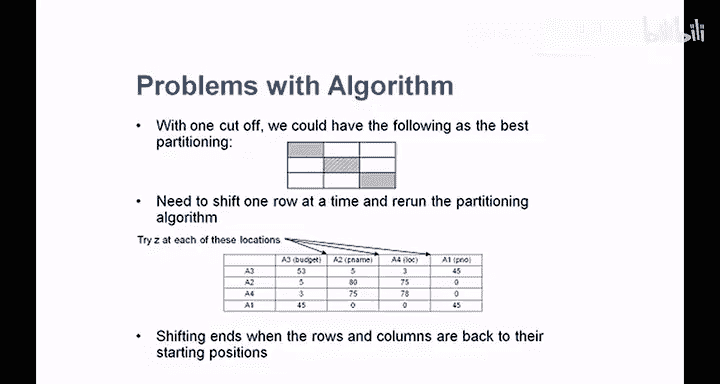 bilibili
Problems with Algorithm
• With one cut off, we could have the following as the best
partitioning:
• Need to shift one row at a time and rerun the partitioning
algorithm
Try z at each of these locations
A3 (budget) A2 (pname) A4 (loc) A1 (pno)
A3 53 5 3 45
A2 5 80 75 0
A4 3 75 78 0
A1 45 0 0 45
• Shifting ends when the rows and columns are back to their
starting positions